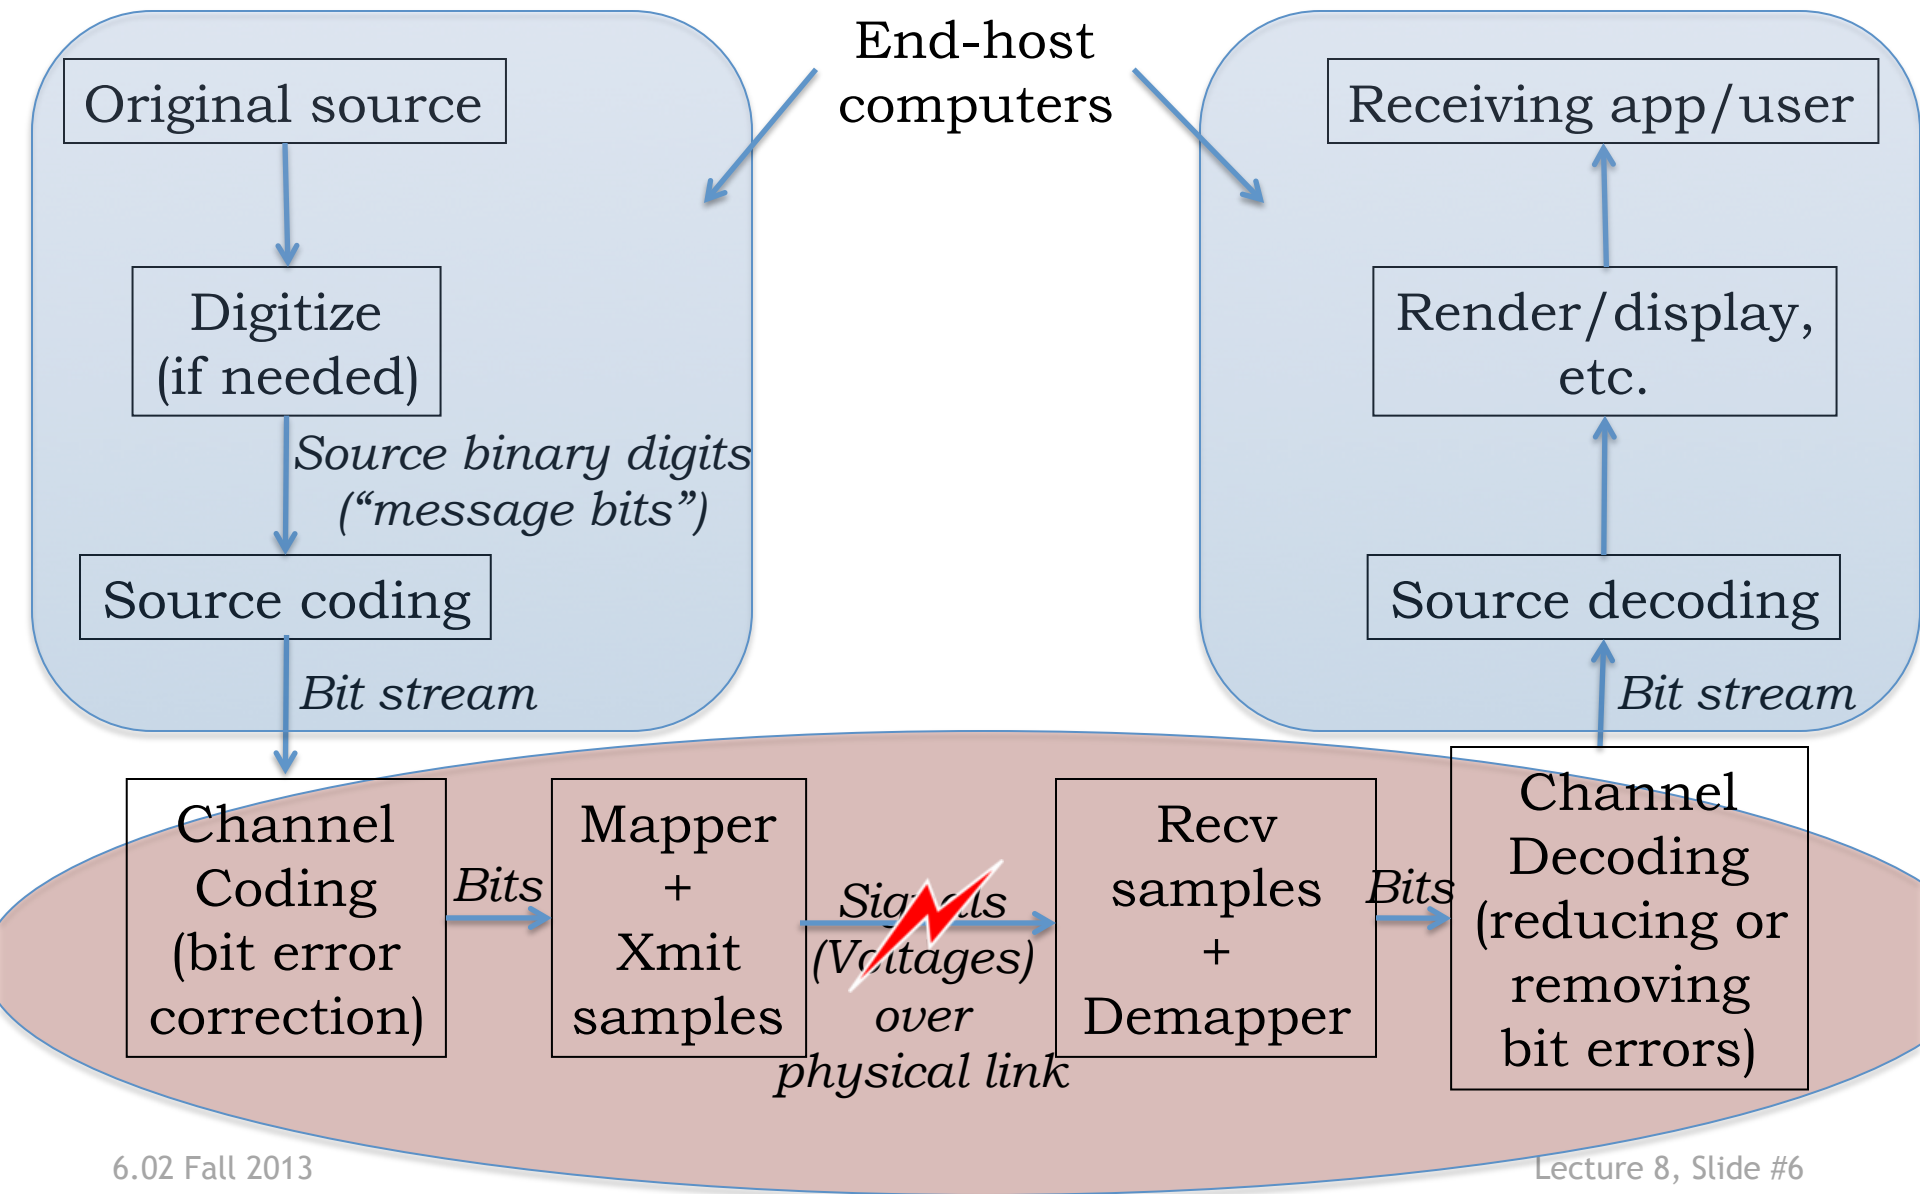 End-host
computers
Original source
Digitize
(if needed)
Source binary digits
(“message bits”)
Source coding
Bit stream
Receiving app/user
Render/display,
etc.
Source decoding
Bit stream
Channel
Coding
(bit error
correction)
Bits
Mapper
+
Xmit
samples
Signals
(Voltages)
over
physical link
Recv
samples
+
Demapper
Bits
Channel
Decoding
(reducing or
removing
bit errors)
6.02 Fall 2013
Lecture 8, Slide #6